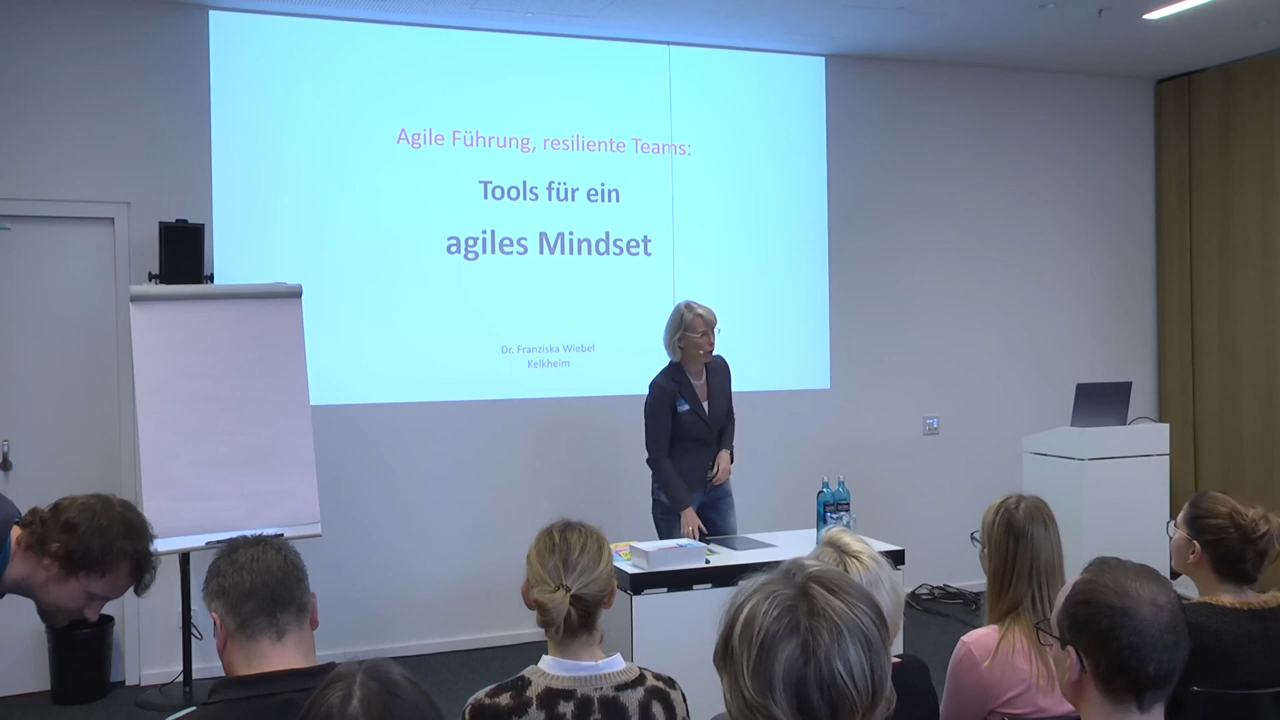 Agile Führung, resiliente Teams:
Tools für ein
agiles Mindset
Dr. Franziska Wiebel
Kelkheim